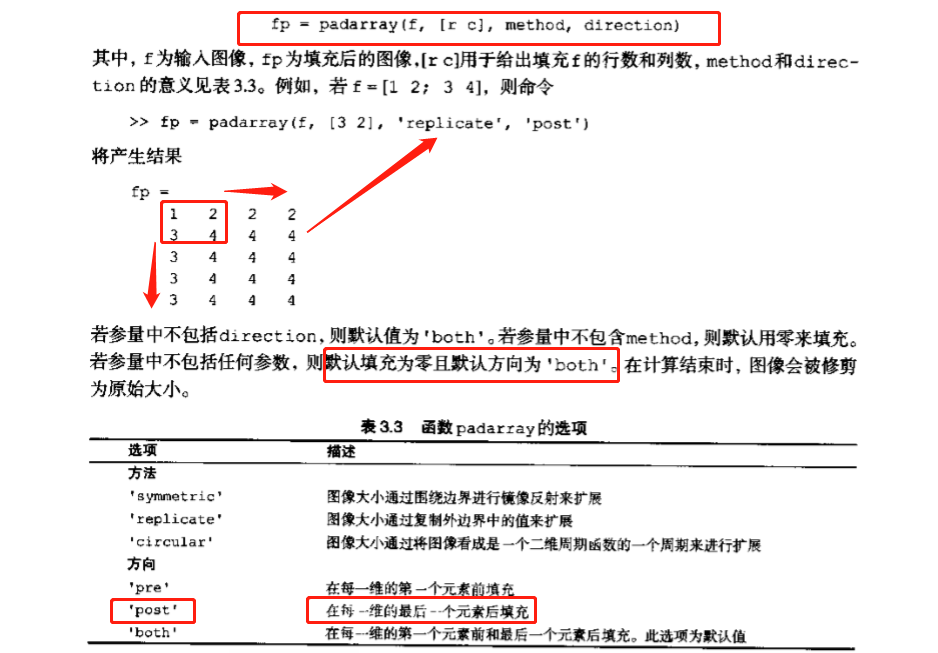 fp = padarray(f, [r c], method, direction)
其中, f为输入图像, fp为填充后的图像,[r c]用于给出填充f的行数和列数, method和direc-
tion的意义见表3.3。例如, 若f=[1 2; 3 4], 则命令
>> fp = padarray(f, [3 2], 'replicate', 'post')
将产生结果
fp =
1 2 2 2
3 4 4 4
3 4 4 4
3 4 4 4
3 4 4 4
若参量中不包括direction,则默认值为'both'。若参量中不包含method,则默认用零来填充。
若参量中不包括任何参数, 则默认填充为零且默认方向为'both'。在计算结束时, 图像会被修剪
为原始大小。
表3.3 函数padarray的选项
选项 描述
方法
'symmetric' 图像大小通过围绕边界进行镜像反射来扩展
'replicate' 图像大小通过复制外边界中的值来扩展
'circular' 图像大小通过将图像看成是一个二维周期函数的一个周期来进行扩展
方向
'pre' 在每一维的第一个元素前填充
'post' 在每一维的最后一个元素后填充
'both' 在每一维的第一个元素前和最后一个元素后填充。此选项为默认值